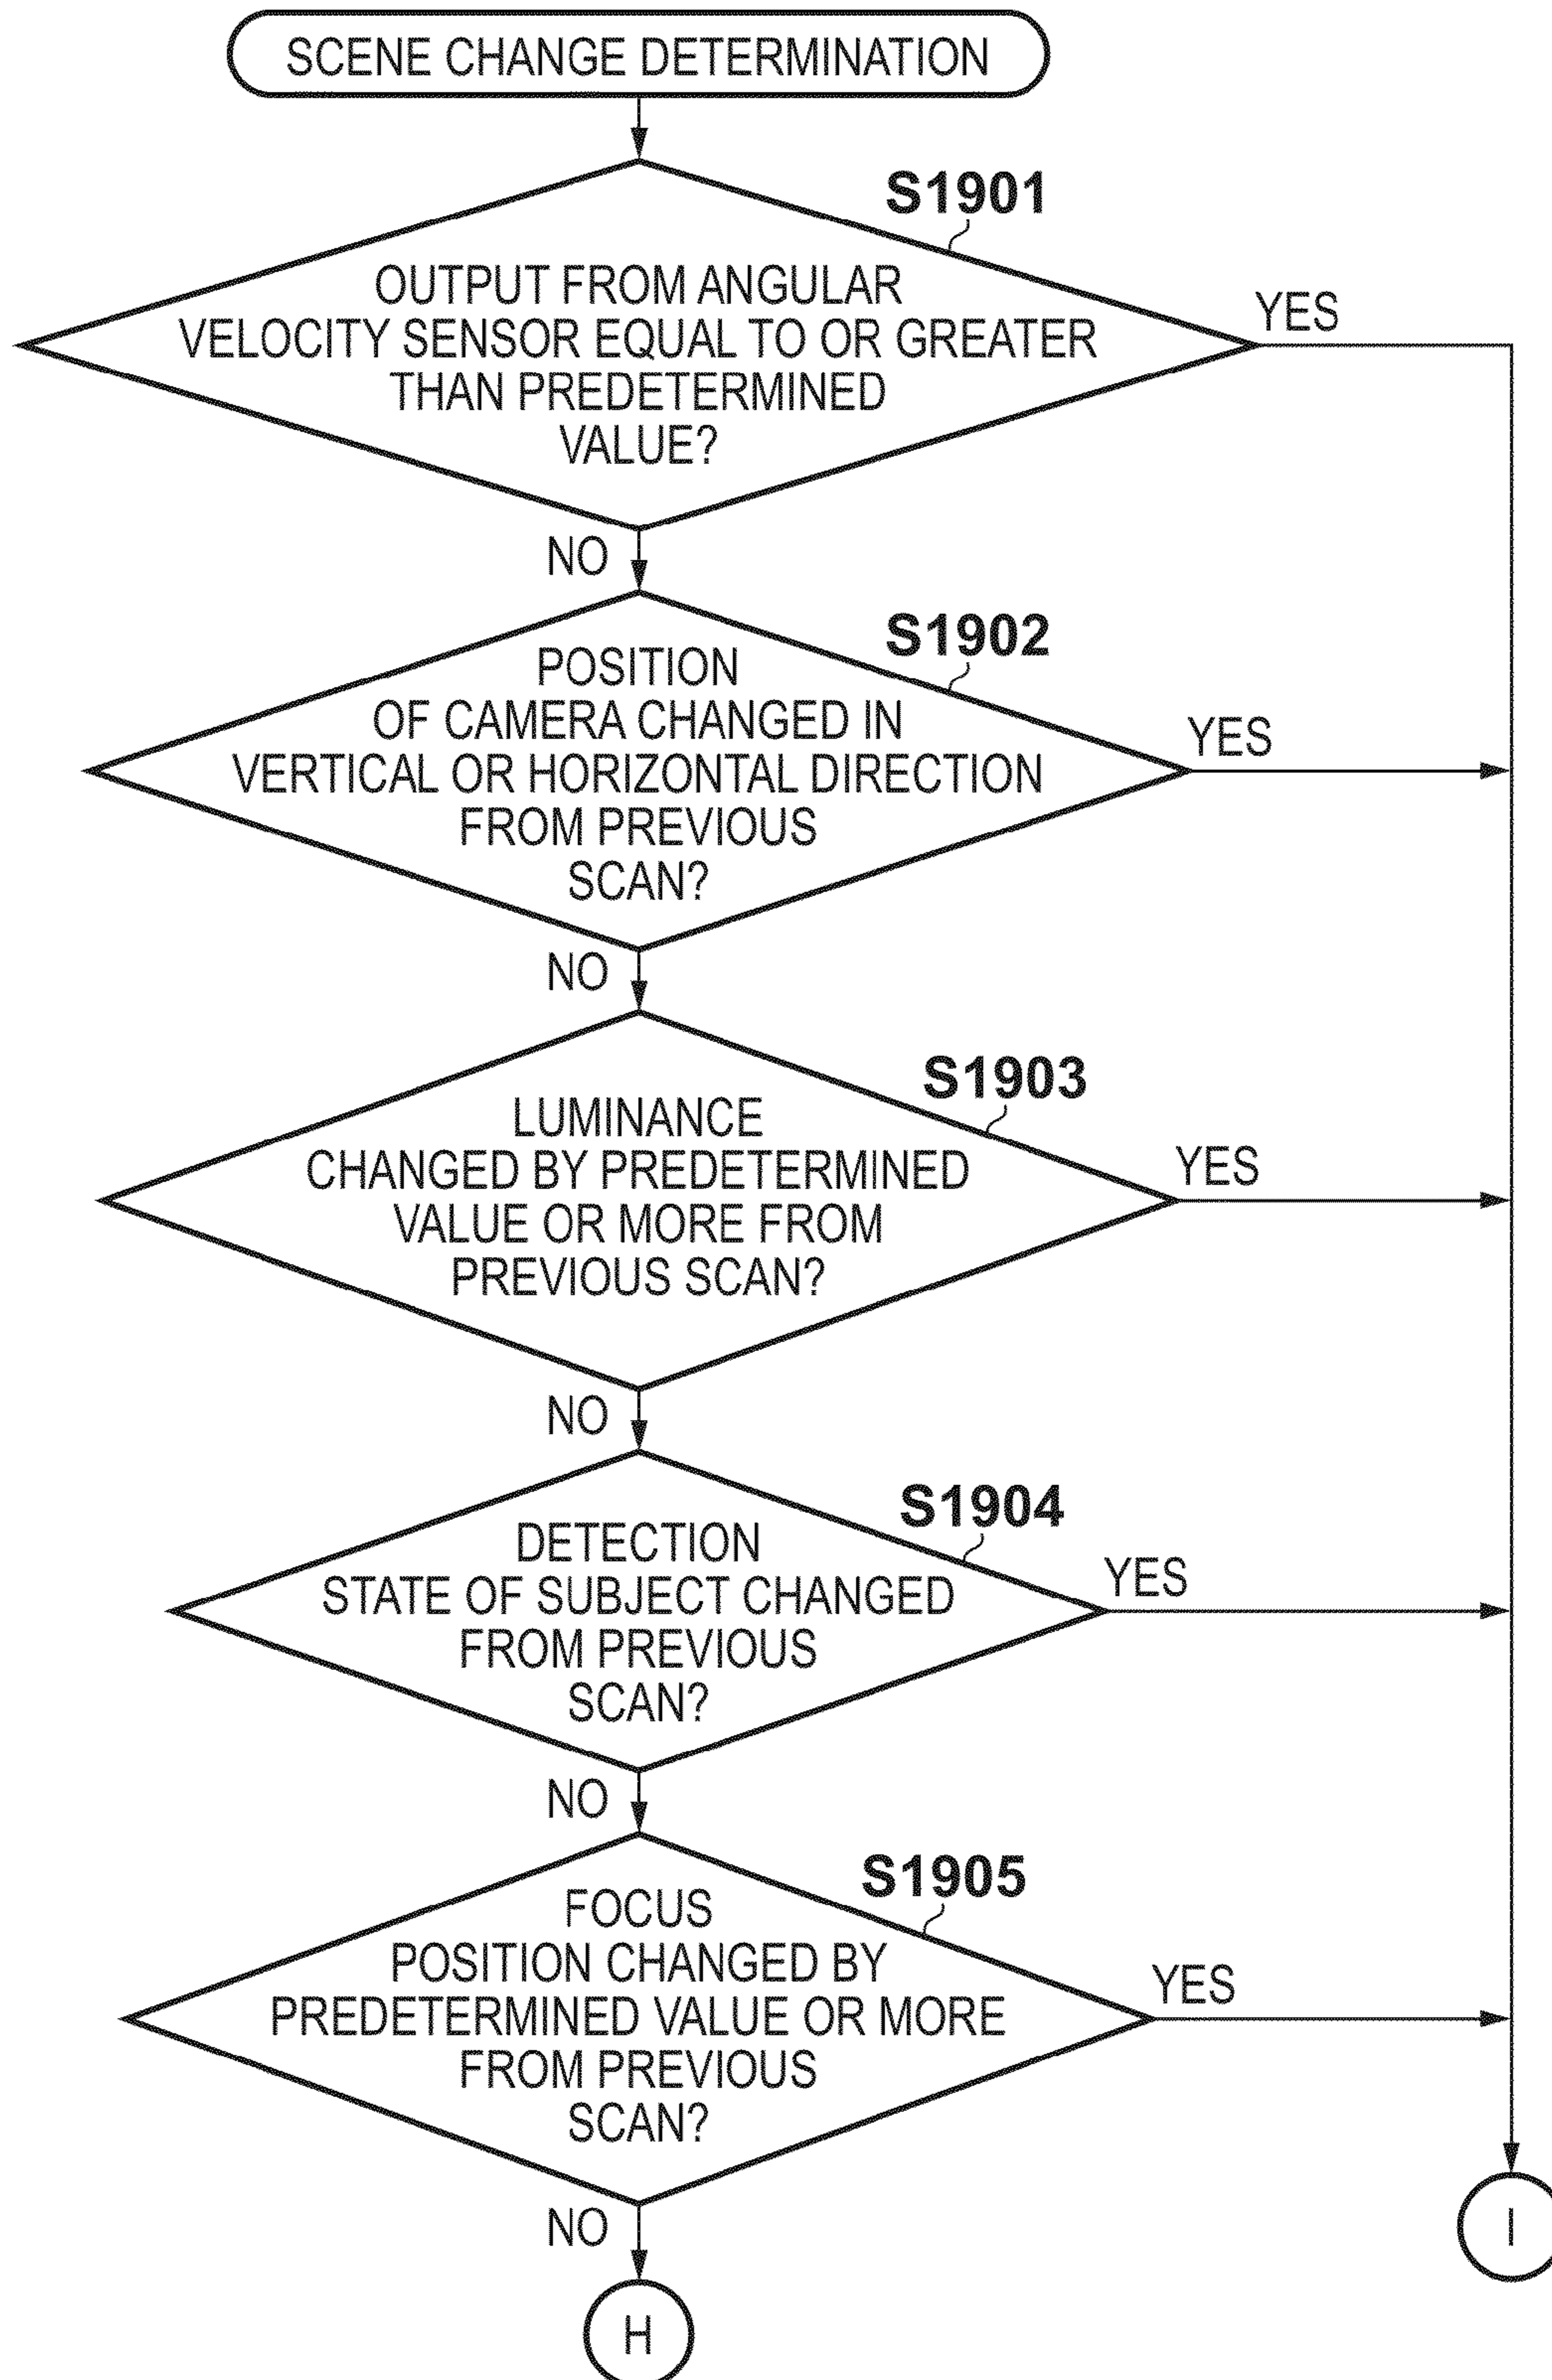 SCENE CHANGE DETERMINATION
S1901
OUTPUT FROM ANGULAR
VELOCITY SENSOR EQUAL TO OR GREATER
THAN PREDETERMINED
VALUE?
YES
NO
S1902
POSITION
OF CAMERA CHANGED IN
VERTICAL OR HORIZONTAL DIRECTION
FROM PREVIOUS
SCAN?
YES
NO
S1903
LUMINANCE
CHANGED BY PREDETERMINED
VALUE OR MORE FROM
PREVIOUS SCAN?
YES
NO
S1904
DETECTION
STATE OF SUBJECT CHANGED
FROM PREVIOUS
SCAN?
YES
NO
S1905
FOCUS
POSITION CHANGED BY
PREDETERMINED VALUE OR MORE
FROM PREVIOUS
SCAN?
YES
NO
I
H